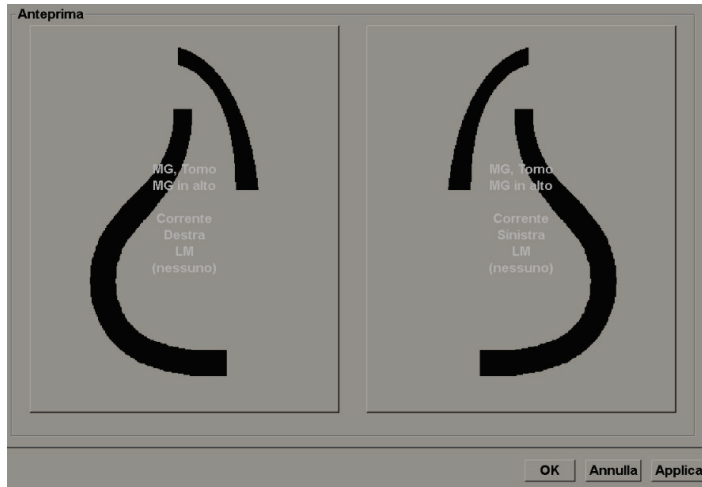 Anteprima
MG, Tomo
MG in alto
Corrente
Destra
LM
(nessuno)
MG, Tomo
MG in alto
Corrente
Sinistra
LM
(nessuno)
OK
Annulla
Applica